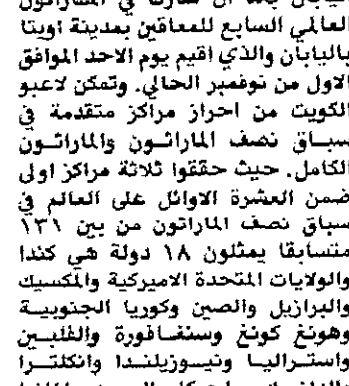 العالمي السابع للمعاقين بمدينة اويتا
باليابان والذي اقيم يوم الاحد الموافق
الاول من نوفمبر الحالي. وتمكن لاعبو
الكويت من احراز مراكز متقدمة في
سباق نصف الماراثون والماراثون
الكامل. حيث حققوا ثلاثة مراكز اولى
ضمن العشرة الاوائل على العالم في
سباق نصف الماراثون من بين ١٣١
متسابقا يمثلون ١٨ دولة هي كندا
والولايات المتحدة الاميركية والمكسيك
والبرازيل والصين وكوريا الجنوبية
وهونغ كونغ وسنغافورة والفلبين
واستراليا ونيوزيلندا وانكلترا